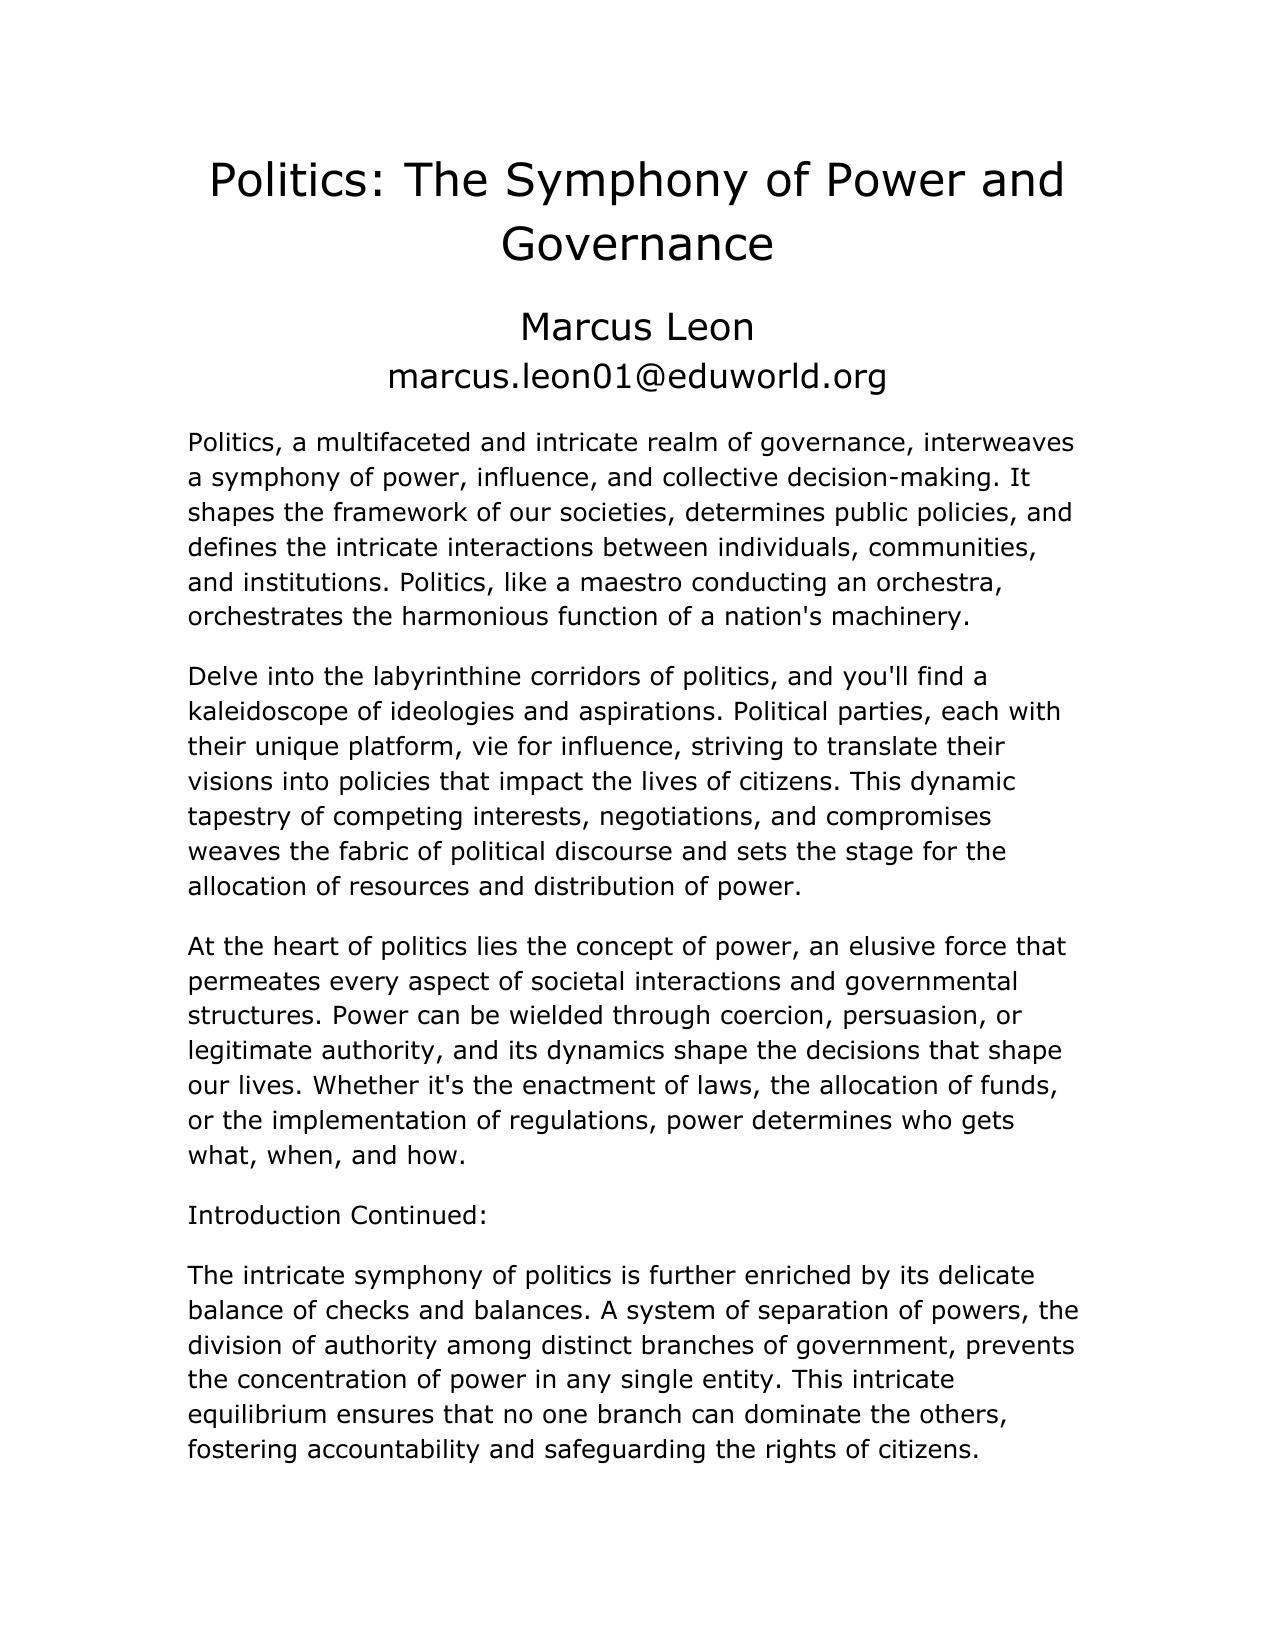 Politics: The Symphony of Power and
Governance
Marcus Leon
marcus.leon01@eduworld.org
Politics, a multifaceted and intricate realm of governance, interweaves
a symphony of power, influence, and collective decision-making. It
shapes the framework of our societies, determines public policies, and
defines the intricate interactions between individuals, communities,
and institutions. Politics, like a maestro conducting an orchestra,
orchestrates the harmonious function of a nation's machinery.
Delve into the labyrinthine corridors of politics, and you'll find a
kaleidoscope of ideologies and aspirations. Political parties, each with
their unique platform, vie for influence, striving to translate their
visions into policies that impact the lives of citizens. This dynamic
tapestry of competing interests, negotiations, and compromises
weaves the fabric of political discourse and sets the stage for the
allocation of resources and distribution of power.
At the heart of politics lies the concept of power, an elusive force that
permeates every aspect of societal interactions and governmental
structures. Power can be wielded through coercion, persuasion, or
legitimate authority, and its dynamics shape the decisions that shape
our lives. Whether it's the enactment of laws, the allocation of funds,
or the implementation of regulations, power determines who gets
what, when, and how.
Introduction Continued:
The intricate symphony of politics is further enriched by its delicate
balance of checks and balances. A system of separation of powers, the
division of authority among distinct branches of government, prevents
the concentration of power in any single entity. This intricate
equilibrium ensures that no one branch can dominate the others,
fostering accountability and safeguarding the rights of citizens.